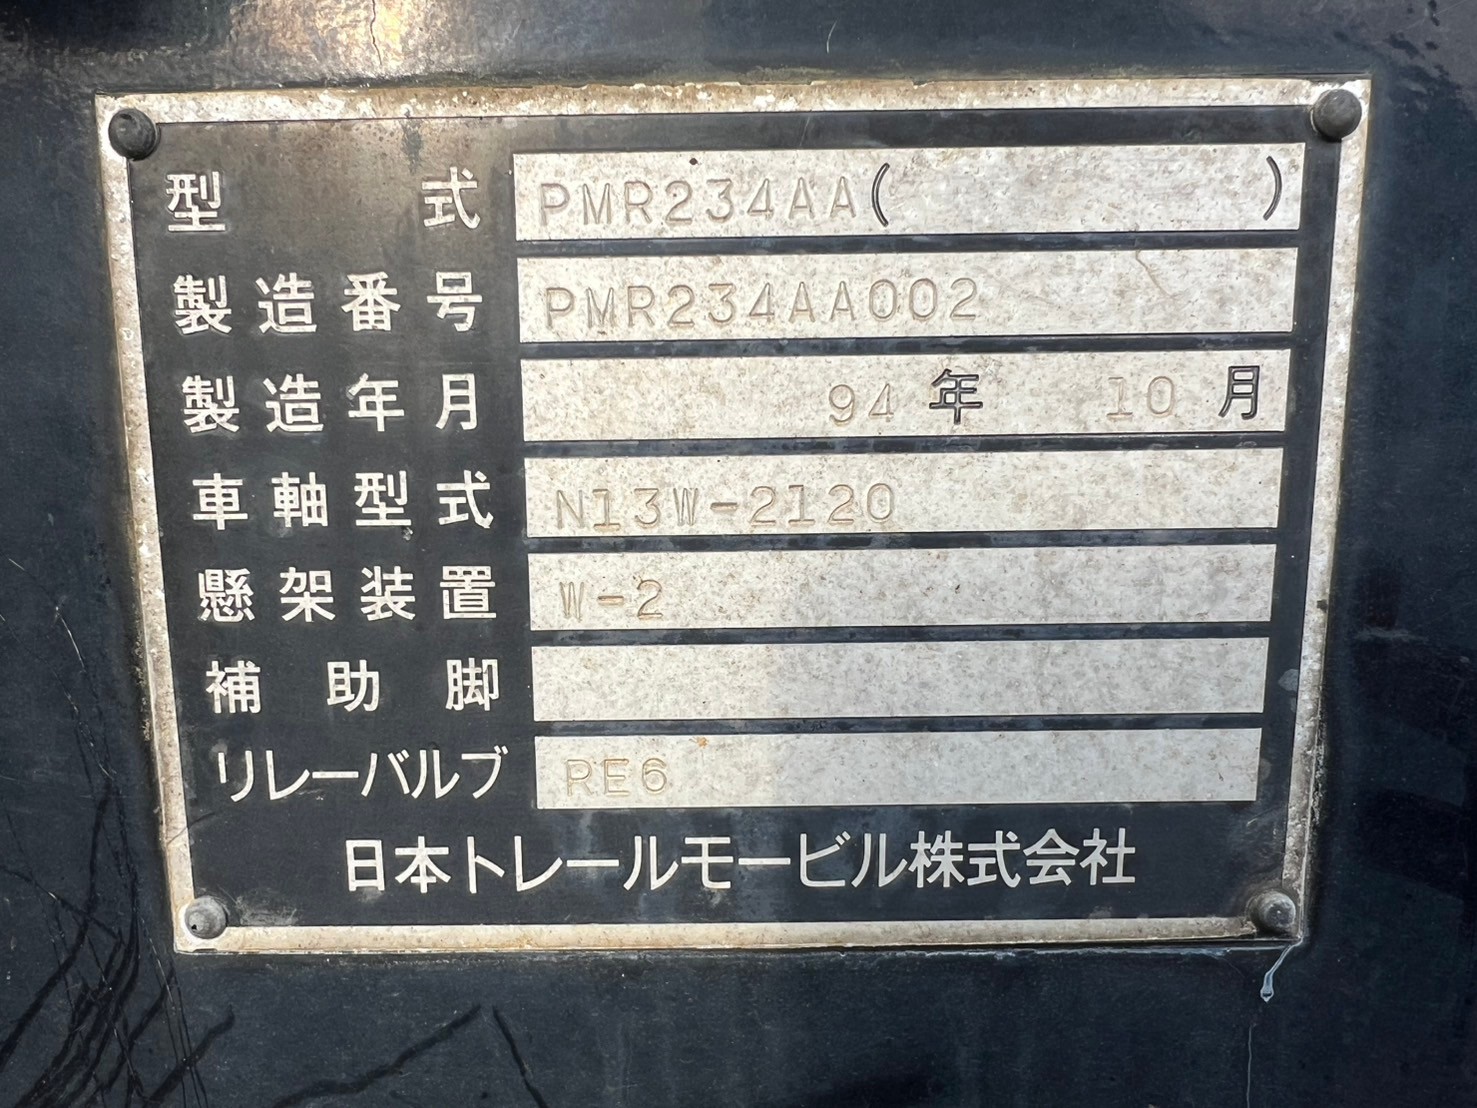 型式 PMR234AA( )
製造番号 PMR234AA002
製造年月 94年 10月
車軸型式 N13W-2120
懸架装置 W-2
補助脚
リレーバルブ RE6
日本トレールモービル株式会社